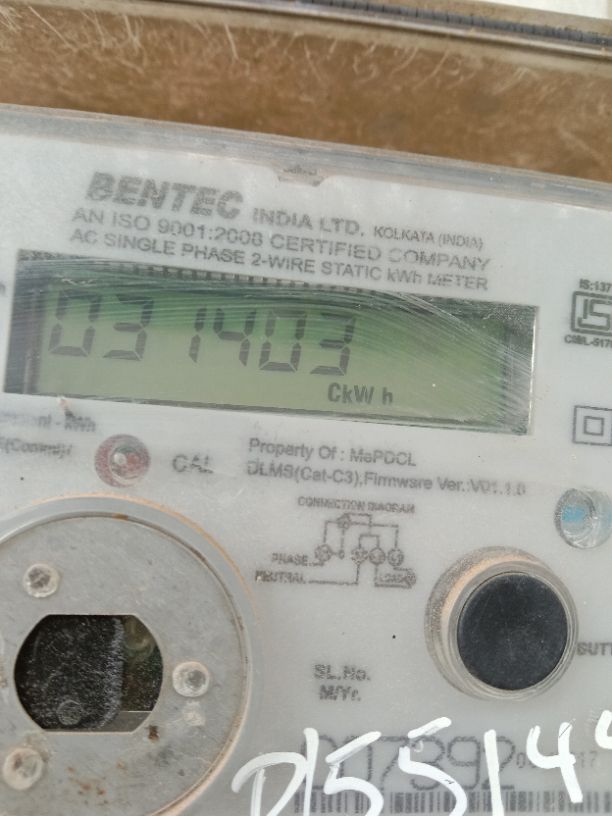 BENTEC INDIA LTD. KOLKATA (INDIA)
AN ISO 9001:2008 CERTIFIED COMPANY
AC SINGLE PHASE 2-WIRE STATIC kWh METER
031403
CkW h
CAL
Property Of : MePDCL
DLMS(Cat-C3),Firmware Ver.:V01.1.0
CONNECTION DIAGRAM
PHASE
NEUTRAL
LOAD
SL.No.
M/Yr.